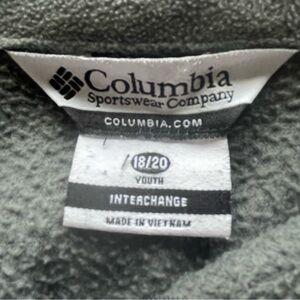 Columbia
Sportswear Company
COLUMBIA.COM
18/20
YOUTH
INTERCHANGE
MADE IN VIETNAM